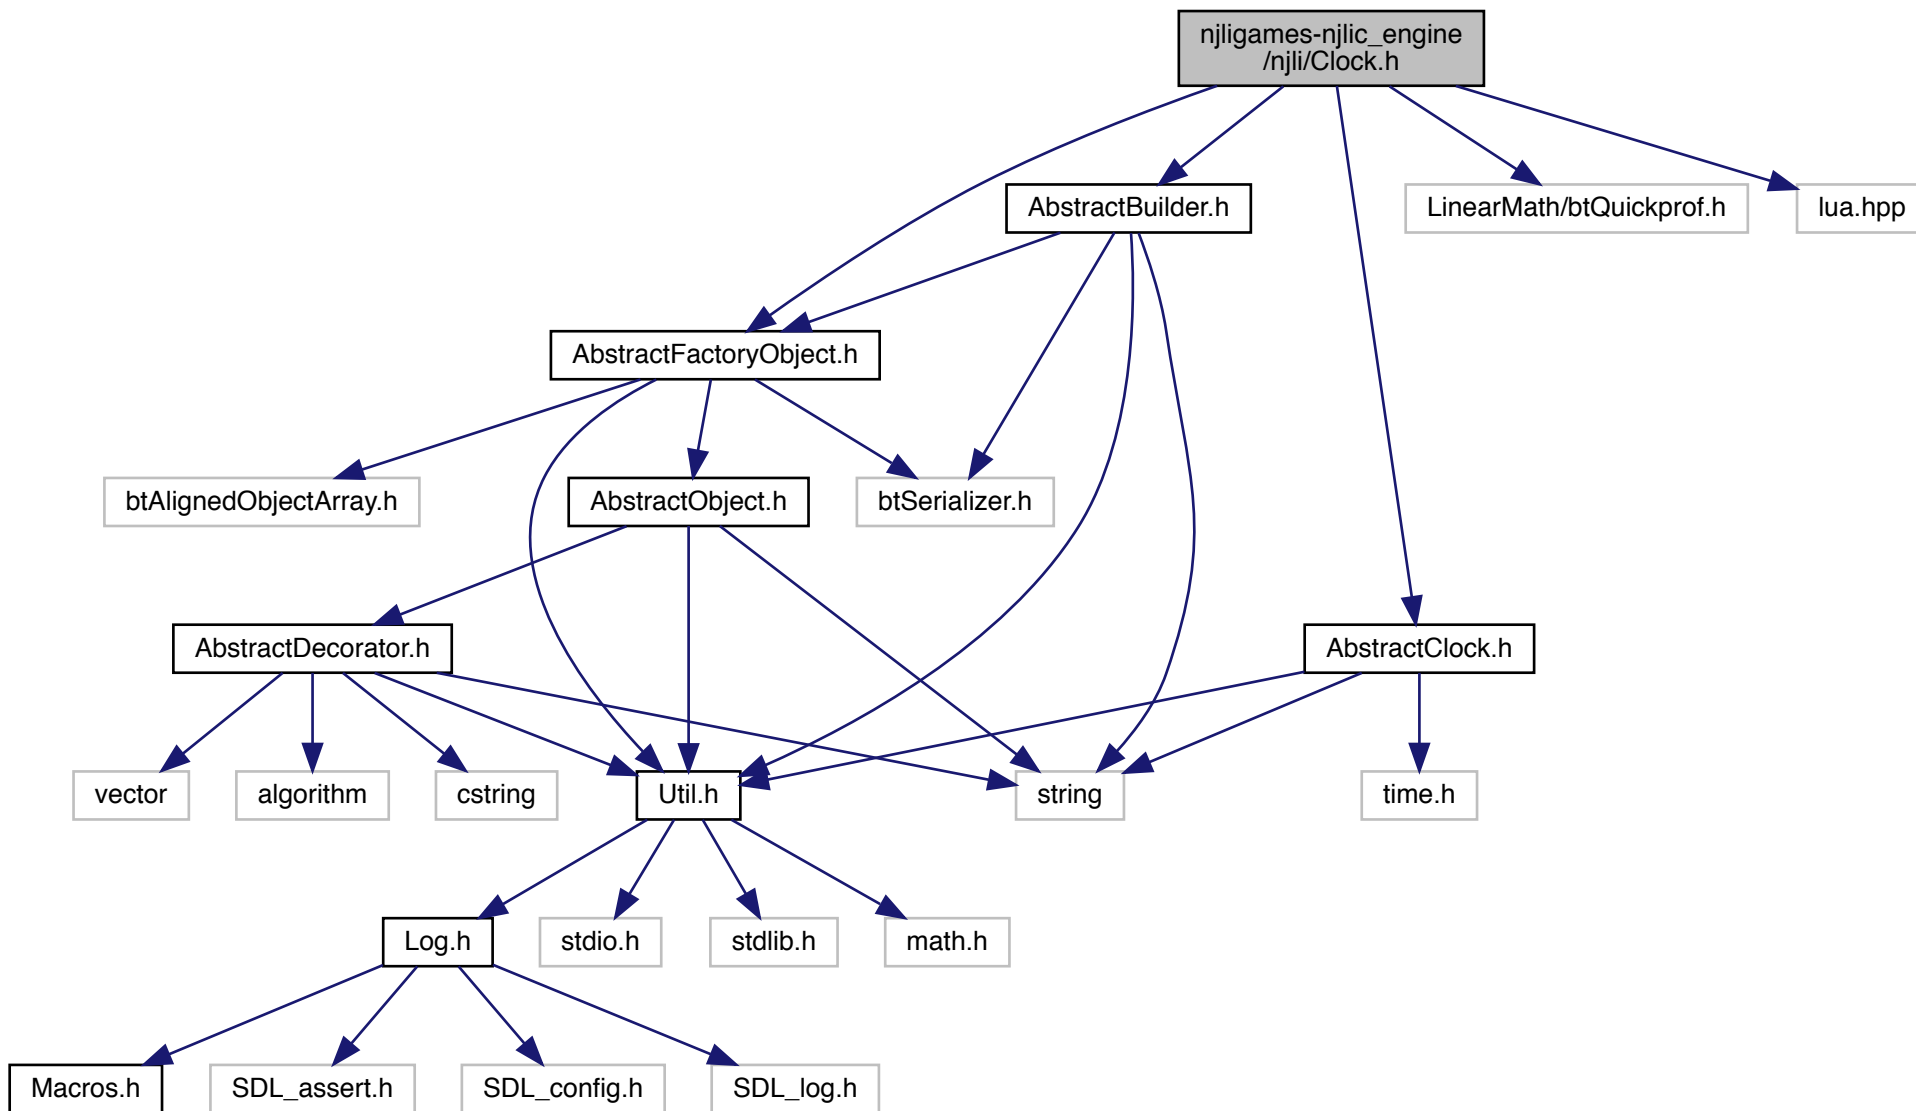 njligames-njlic_engine
/njli/Clock.h
AbstractBuilder.h
LinearMath/btQuickprof.h
lua.hpp
AbstractFactoryObject.h
btAlignedObjectArray.h
AbstractObject.h
btSerializer.h
AbstractDecorator.h
AbstractClock.h
vector
algorithm
cstring
Util.h
string
time.h
Log.h
stdio.h
stdlib.h
math.h
Macros.h
SDL_assert.h
SDL_config.h
SDL_log.h